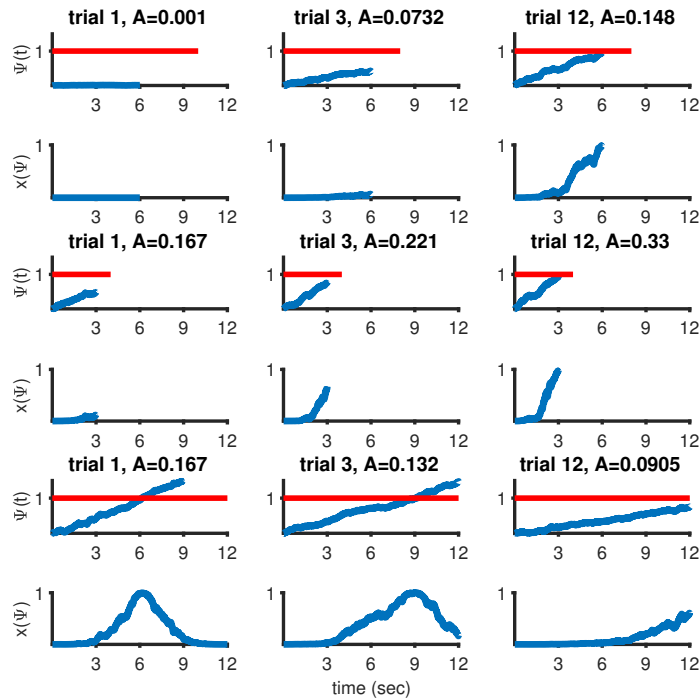 trial 1, A=0.001 trial 3, A=0.0732 trial 12, A=0.148
Ψ(t) 1 1 1
3 6 9 12 3 6 9 12 3 6 9 12
x(Ψ) 1 1 1
3 6 9 12 3 6 9 12 3 6 9 12
trial 1, A=0.167 trial 3, A=0.221 trial 12, A=0.33
Ψ(t) 1 1 1
3 6 9 12 3 6 9 12 3 6 9 12
x(Ψ) 1 1 1
3 6 9 12 3 6 9 12 3 6 9 12
trial 1, A=0.167 trial 3, A=0.132 trial 12, A=0.0905
Ψ(t) 1 1 1
3 6 9 12 3 6 9 12 3 6 9 12
x(Ψ) 1 1 1
3 6 9 12 3 6 9 12 3 6 9 12
time (sec)